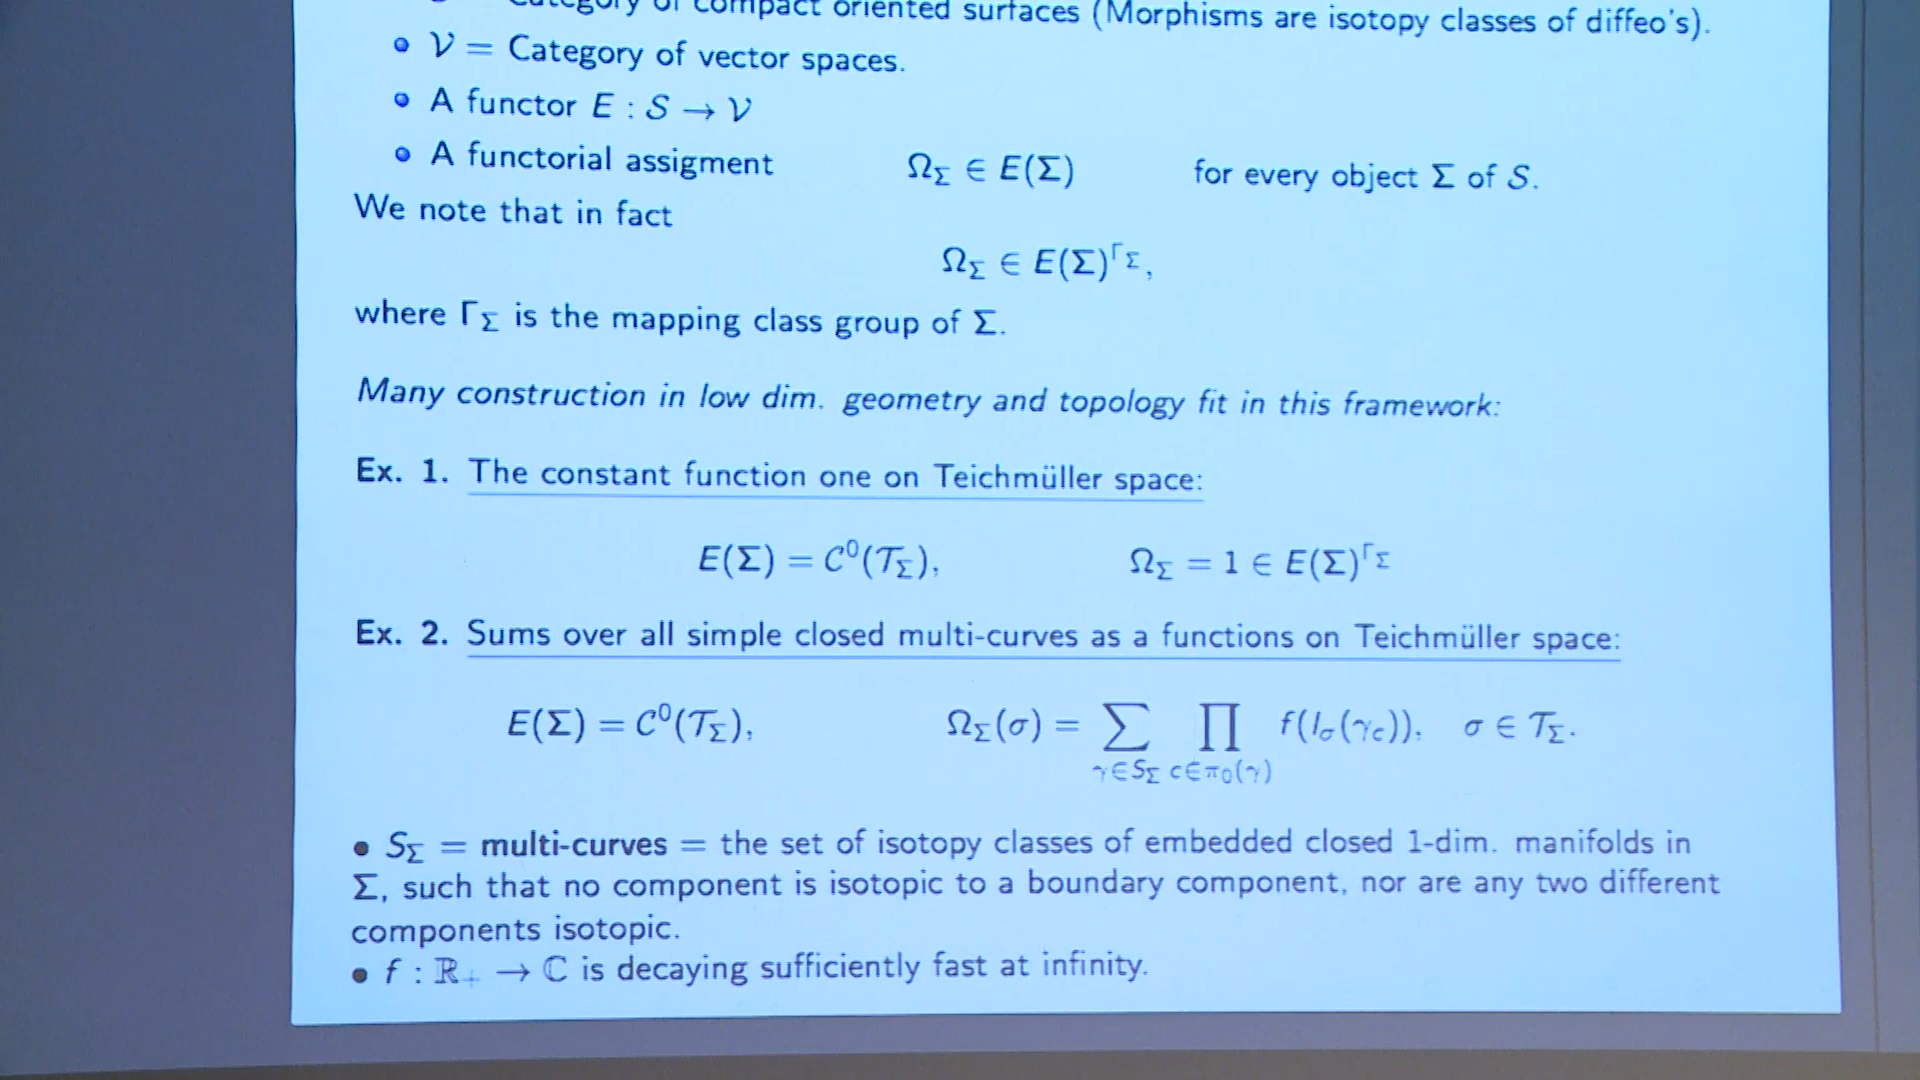 Category of compact oriented surfaces (Morphisms are isotopy classes of diffeo's).
• 𝒱 = Category of vector spaces.
• A functor E : 𝒮 → 𝒱
• A functorial assigment Ω_Σ ∈ E(Σ) for every object Σ of 𝒮.
We note that in fact
Ω_Σ ∈ E(Σ)^{Γ_Σ},
where Γ_Σ is the mapping class group of Σ.
Many construction in low dim. geometry and topology fit in this framework:
Ex. 1. The constant function one on Teichmüller space:
E(Σ) = 𝒞⁰(𝒯_Σ), Ω_Σ = 1 ∈ E(Σ)^{Γ_Σ}
Ex. 2. Sums over all simple closed multi-curves as a functions on Teichmüller space:
E(Σ) = 𝒞⁰(𝒯_Σ), Ω_Σ(σ) = ∑_{γ∈S_Σ} ∏_{c∈π₀(γ)} f(l_σ(γ_c)), σ ∈ 𝒯_Σ.
• S_Σ = multi-curves = the set of isotopy classes of embedded closed 1-dim. manifolds in
Σ, such that no component is isotopic to a boundary component, nor are any two different
components isotopic.
• f : ℝ₊ → ℂ is decaying sufficiently fast at infinity.